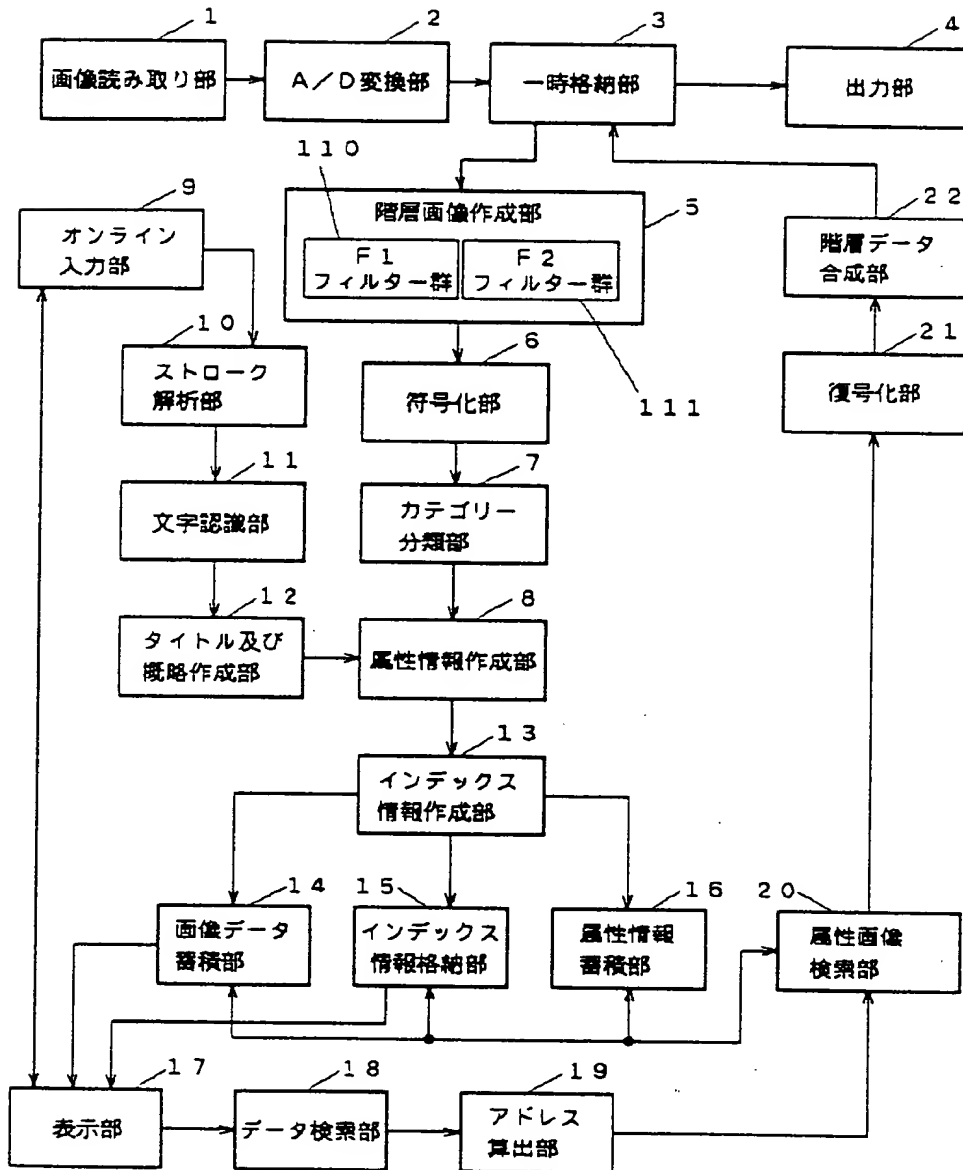 １
画像読み取り部
２
Ａ／Ｄ変換部
３
一時格納部
４
出力部
１１０
５
階層画像作成部
Ｆ１
フィルター群
Ｆ２
フィルター群
１１１
９
オンライン
入力部
２２
階層データ
合成部
１０
ストローク
解析部
６
符号化部
２１
復号化部
１１
文字認識部
７
カテゴリー
分類部
１２
タイトル及び
概略作成部
８
属性情報作成部
１３
インデックス
情報作成部
１４
画像データ
蓄積部
１５
インデックス
情報格納部
１６
属性情報
蓄積部
２０
属性画像
検索部
１７
表示部
１８
データ検索部
１９
アドレス
算出部